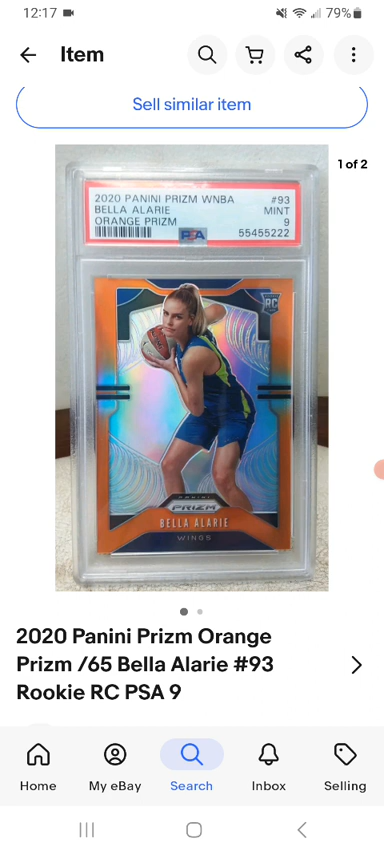 12:17
79%
Item
Sell similar item
1 of 2
2020 PANINI PRIZM WNBA #93
BELLA ALARIE MINT
ORANGE PRIZM 9
PSA 55455222
RC
PANINI
PRIZM
BELLA ALARIE
WINGS
2020 Panini Prizm Orange
Prizm /65 Bella Alarie #93
Rookie RC PSA 9
Home My eBay Search Inbox Selling